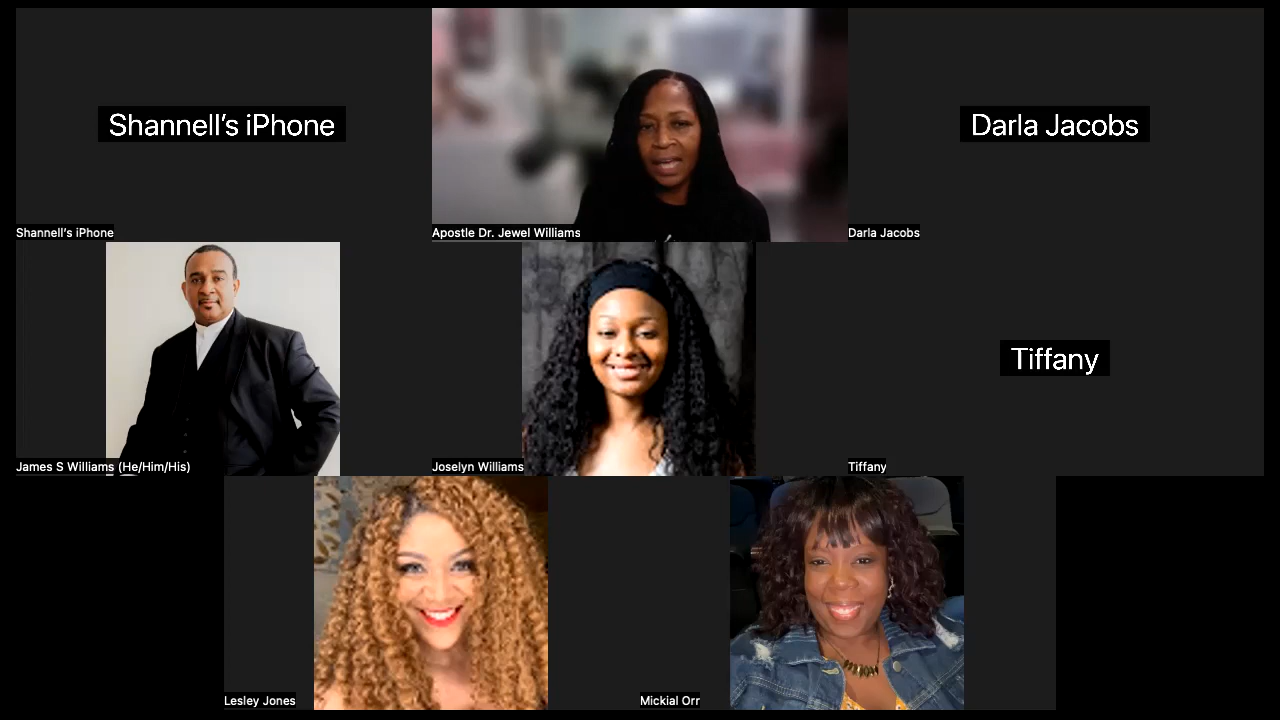 Shannell's iPhone
Darla Jacobs
Shannell's iPhone
Apostle Dr. Jewel Williams
Darla Jacobs
Tiffany
James S Williams (He/Him/His)
Joselyn Williams
Tiffany
Lesley Jones
Mickial Orr